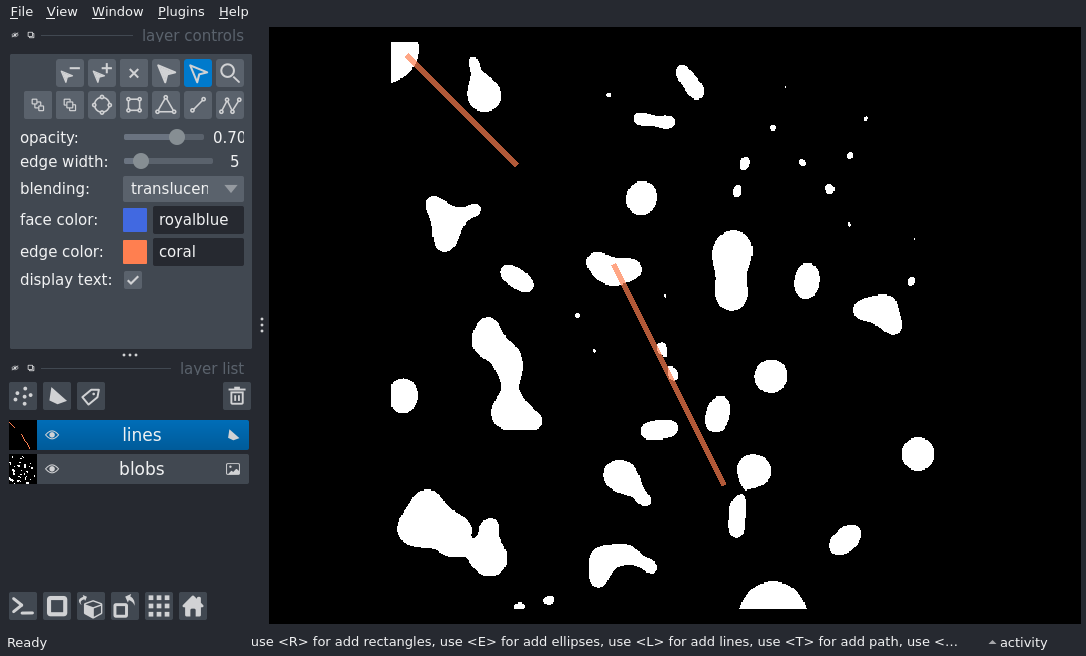 File View Window Plugins Help
layer controls
opacity: 0.70
edge width: 5
blending: translucen
face color: royalblue
edge color: coral
display text:
layer list
lines
blobs
Ready use <R> for add rectangles, use <E> for add ellipses, use <L> for add lines, use <T> for add path, use <... activity